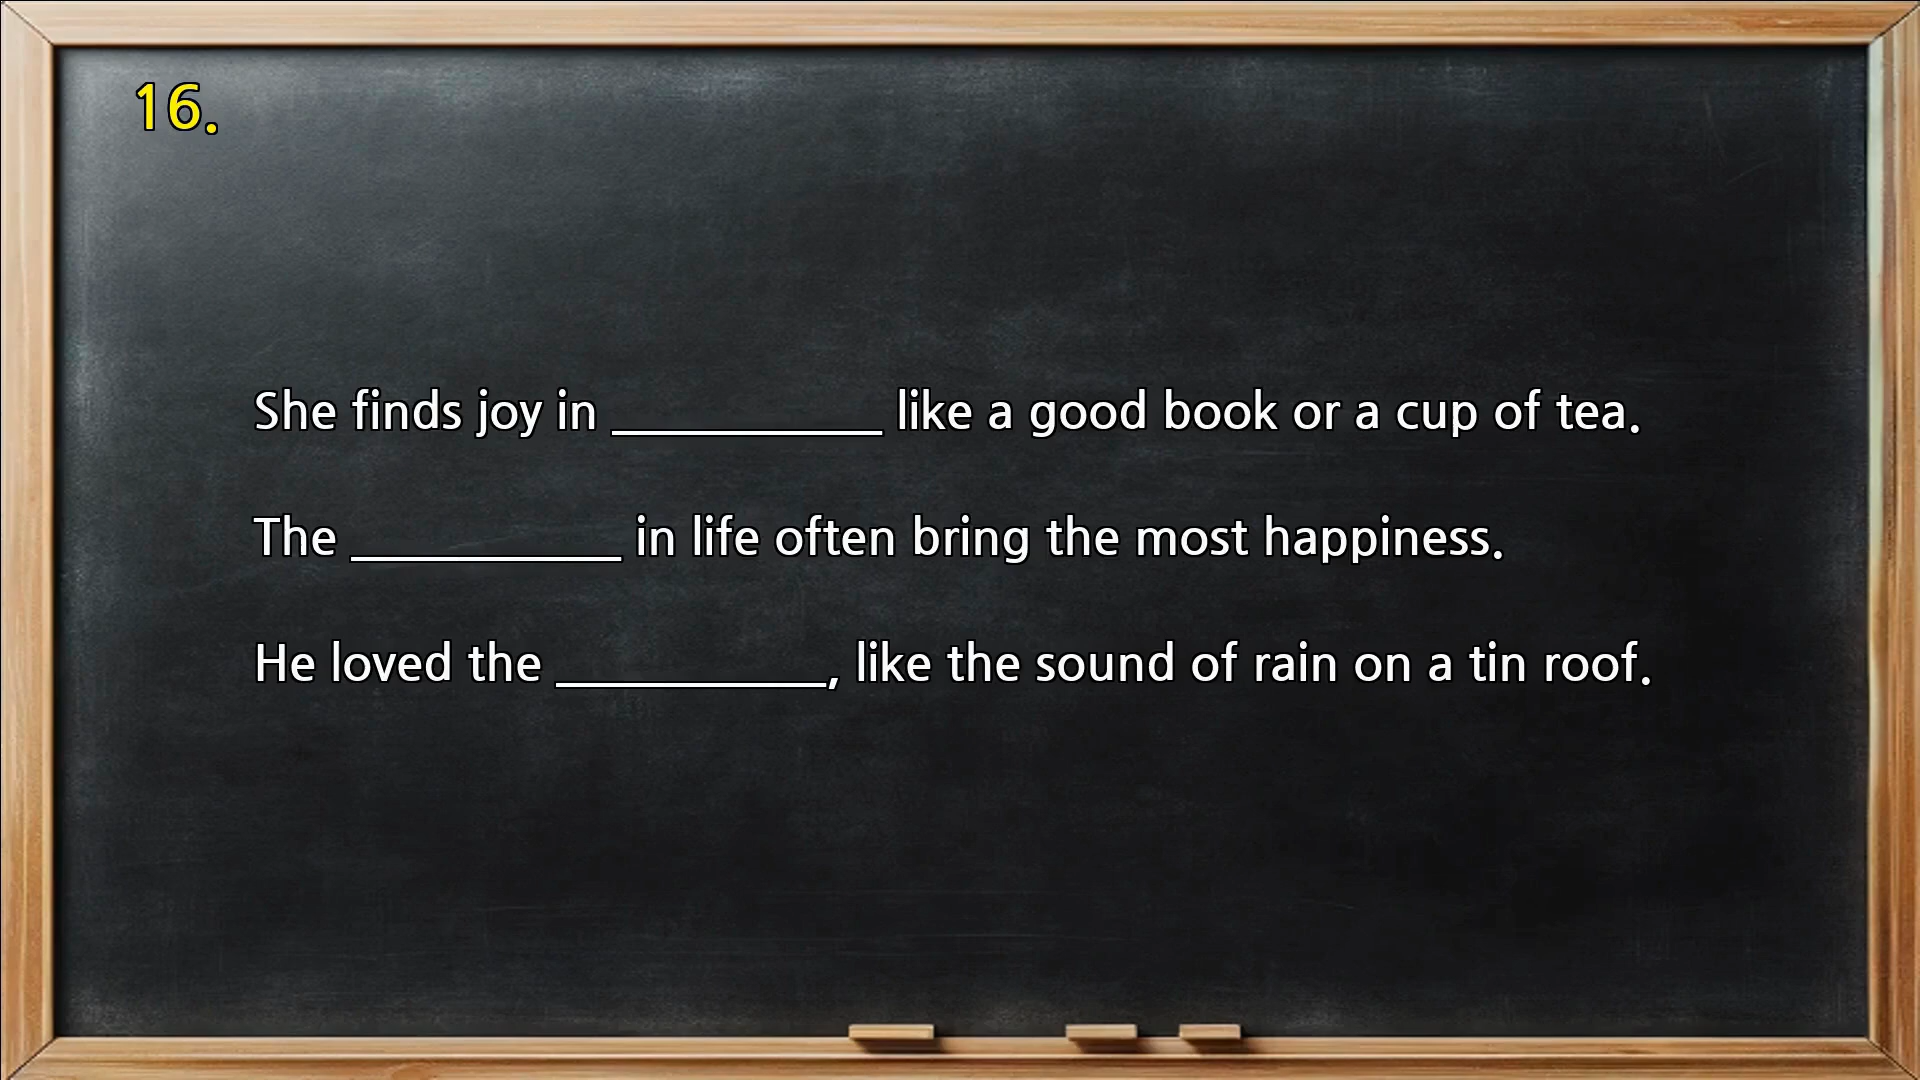 16.
She finds joy in __________ like a good book or a cup of tea.
The __________ in life often bring the most happiness.
He loved the __________, like the sound of rain on a tin roof.